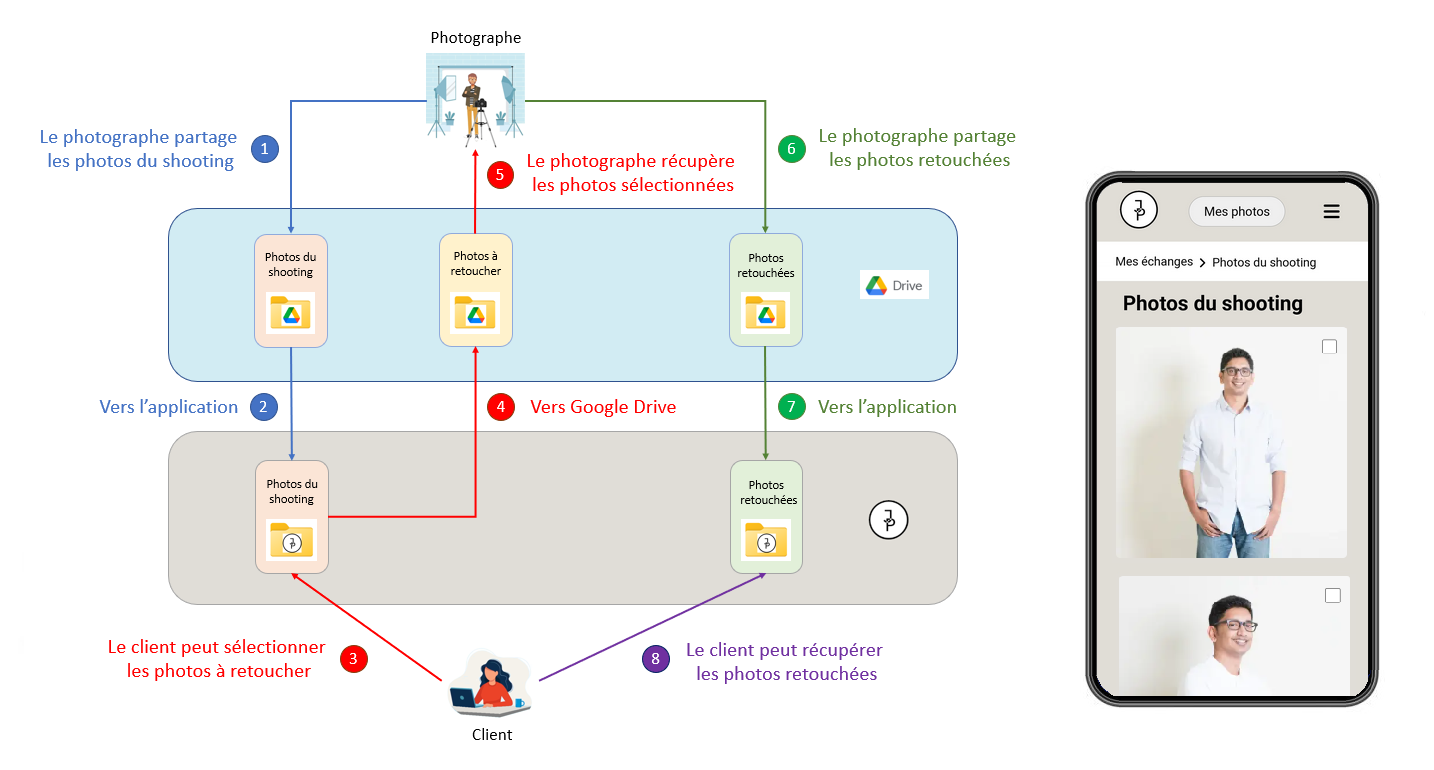 Photographe
Le photographe partage
les photos du shooting
1
6
Le photographe partage
les photos retouchées
5
Le photographe récupère
les photos sélectionnées
Photos du
shooting
Photos à
retoucher
Photos
retouchées
Drive
Vers l’application
2
4
Vers Google Drive
7
Vers l’application
Photos du
shooting
Photos
retouchées
Le client peut sélectionner
les photos à retoucher
3
8
Le client peut récupérer
les photos retouchées
Client
Mes photos
Mes échanges
Photos du shooting
Photos du shooting